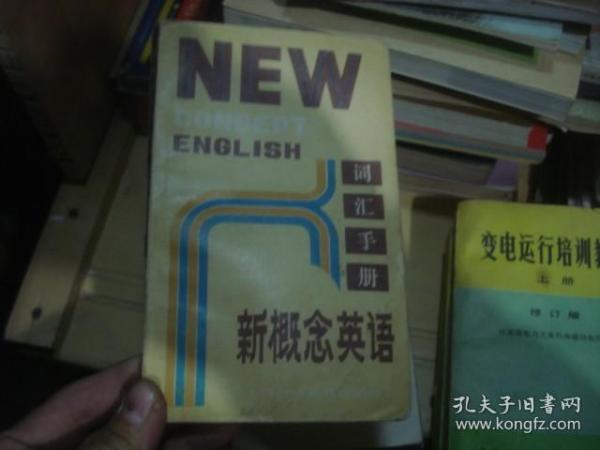 NEW
CONCEPT
ENGLISH
词汇手册
新概念英语
变电运行培训
上册
修订版
孔夫子旧书网
www.kongfz.com